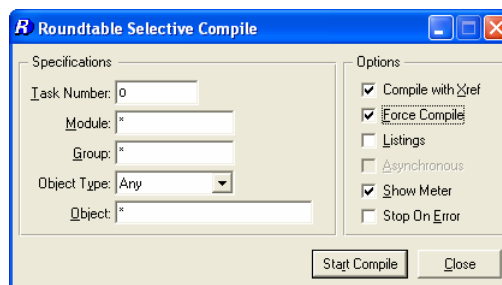 R Roundtable Selective Compile
Specifications
Task Number: 0
Module: *
Group: *
Object Type: Any
Object: *
Options
Compile with Xref
Force Compile
Listings
Asynchronous
Show Meter
Stop On Error
Start Compile Close